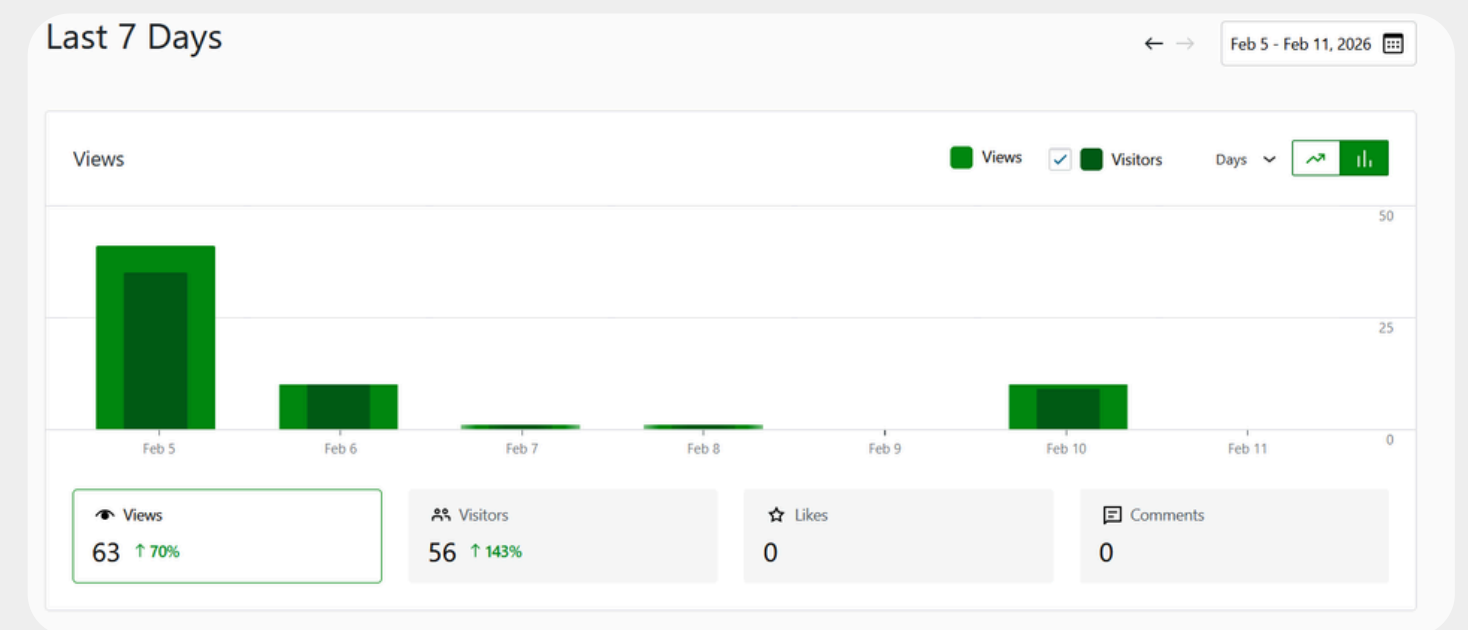 Last 7 Days
Feb 5 - Feb 11, 2026
Views
Views
Visitors
Days
50
25
0
Feb 5
Feb 6
Feb 7
Feb 8
Feb 9
Feb 10
Feb 11
Views
63 ↑ 70%
Visitors
56 ↑ 143%
Likes
0
Comments
0